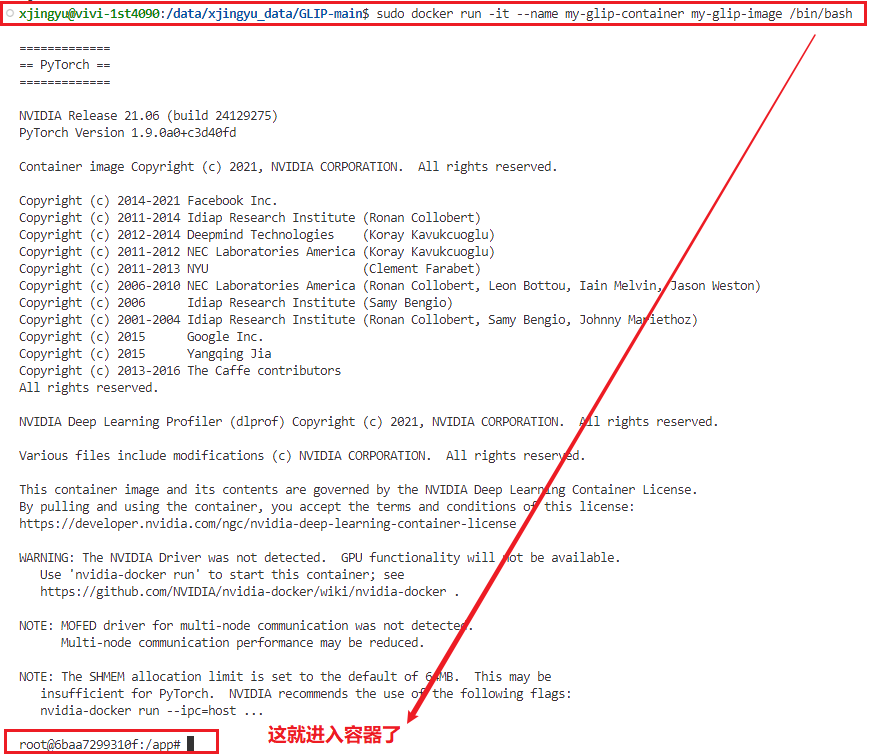 xjingyu@vivi-1st4090:/data/xjingyu_data/GLIP-main$ sudo docker run -it --name my-glip-container my-glip-image /bin/bash
=============
== PyTorch ==
=============
NVIDIA Release 21.06 (build 24129275)
PyTorch Version 1.9.0a0+c3d40fd
Container image Copyright (c) 2021, NVIDIA CORPORATION.  All rights reserved.
Copyright (c) 2014-2021 Facebook Inc.
Copyright (c) 2011-2014 Idiap Research Institute (Ronan Collobert)
Copyright (c) 2012-2014 Deepmind Technologies    (Koray Kavukcuoglu)
Copyright (c) 2011-2012 NEC Laboratories America (Koray Kavukcuoglu)
Copyright (c) 2011-2013 NYU                      (Clement Farabet)
Copyright (c) 2006-2010 NEC Laboratories America (Ronan Collobert, Leon Bottou, Iain Melvin, Jason Weston)
Copyright (c) 2006      Idiap Research Institute (Samy Bengio)
Copyright (c) 2001-2004 Idiap Research Institute (Ronan Collobert, Samy Bengio, Johnny Mariethoz)
Copyright (c) 2015      Google Inc.
Copyright (c) 2015      Yangqing Jia
Copyright (c) 2013-2016 The Caffe contributors
All rights reserved.
NVIDIA Deep Learning Profiler (dlprof) Copyright (c) 2021, NVIDIA CORPORATION.  All rights reserved.
Various files include modifications (c) NVIDIA CORPORATION.  All rights reserved.
This container image and its contents are governed by the NVIDIA Deep Learning Container License.
By pulling and using the container, you accept the terms and conditions of this license:
https://developer.nvidia.com/ngc/nvidia-deep-learning-container-license
WARNING: The NVIDIA Driver was not detected.  GPU functionality will not be available.
   Use 'nvidia-docker run' to start this container; see
   https://github.com/NVIDIA/nvidia-docker/wiki/nvidia-docker .
NOTE: MOFED driver for multi-node communication was not detected.
      Multi-node communication performance may be reduced.
NOTE: The SHMEM allocation limit is set to the default of 64MB.  This may be
   insufficient for PyTorch.  NVIDIA recommends the use of the following flags:
   nvidia-docker run --ipc=host ...
这就进入容器了
root@6baa7299310f:/app#